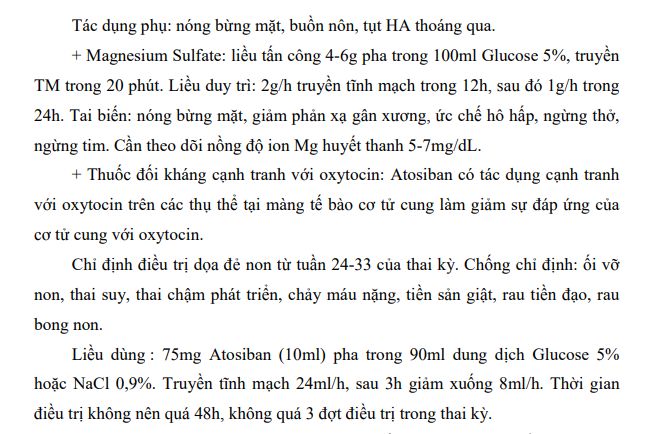 Tác dụng phụ: nóng bừng mặt, buồn nôn, tụt HA thoáng qua.
+ Magnesium Sulfate: liều tấn công 4-6g pha trong 100ml Glucose 5%, truyền
TM trong 20 phút. Liều duy trì: 2g/h truyền tĩnh mạch trong 12h, sau đó 1g/h trong
24h. Tai biến: nóng bừng mặt, giảm phản xạ gân xương, ức chế hô hấp, ngừng thở,
ngừng tim. Cần theo dõi nồng độ ion Mg huyết thanh 5-7mg/dL.
+ Thuốc đối kháng cạnh tranh với oxytocin: Atosiban có tác dụng cạnh tranh
với oxytocin trên các thụ thể tại màng tế bào cơ tử cung làm giảm sự đáp ứng của
cơ tử cung với oxytocin.
Chỉ định điều trị dọa đẻ non từ tuần 24-33 của thai kỳ. Chống chỉ định: ối vỡ
non, thai suy, thai chậm phát triển, chảy máu nặng, tiền sản giật, rau tiền đạo, rau
bong non.
Liều dùng : 75mg Atosiban (10ml) pha trong 90ml dung dịch Glucose 5%
hoặc NaCl 0,9%. Truyền tĩnh mạch 24ml/h, sau 3h giảm xuống 8ml/h. Thời gian
điều trị không nên quá 48h, không quá 3 đợt điều trị trong thai kỳ.